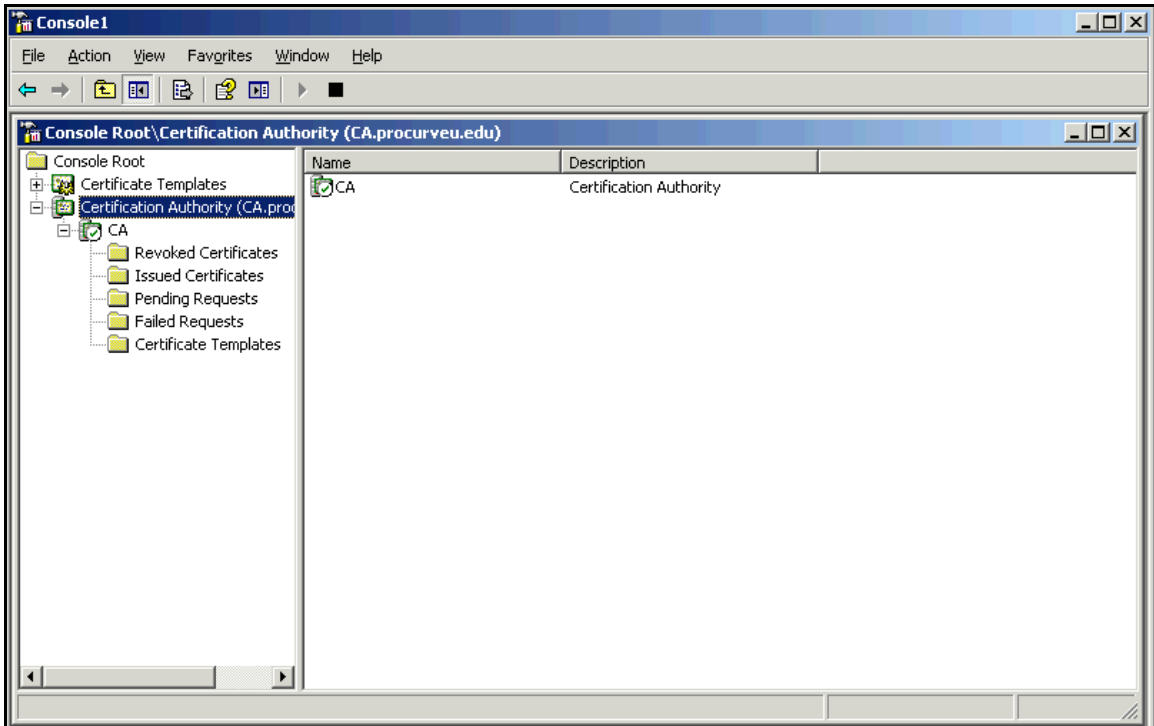 Console1
File Action View Favorites Window Help
Console Root\Certification Authority (CA.procurveu.edu)
Console Root
Certificate Templates
Certification Authority (CA.proc
CA
Revoked Certificates
Issued Certificates
Pending Requests
Failed Requests
Certificate Templates
Name Description
CA Certification Authority